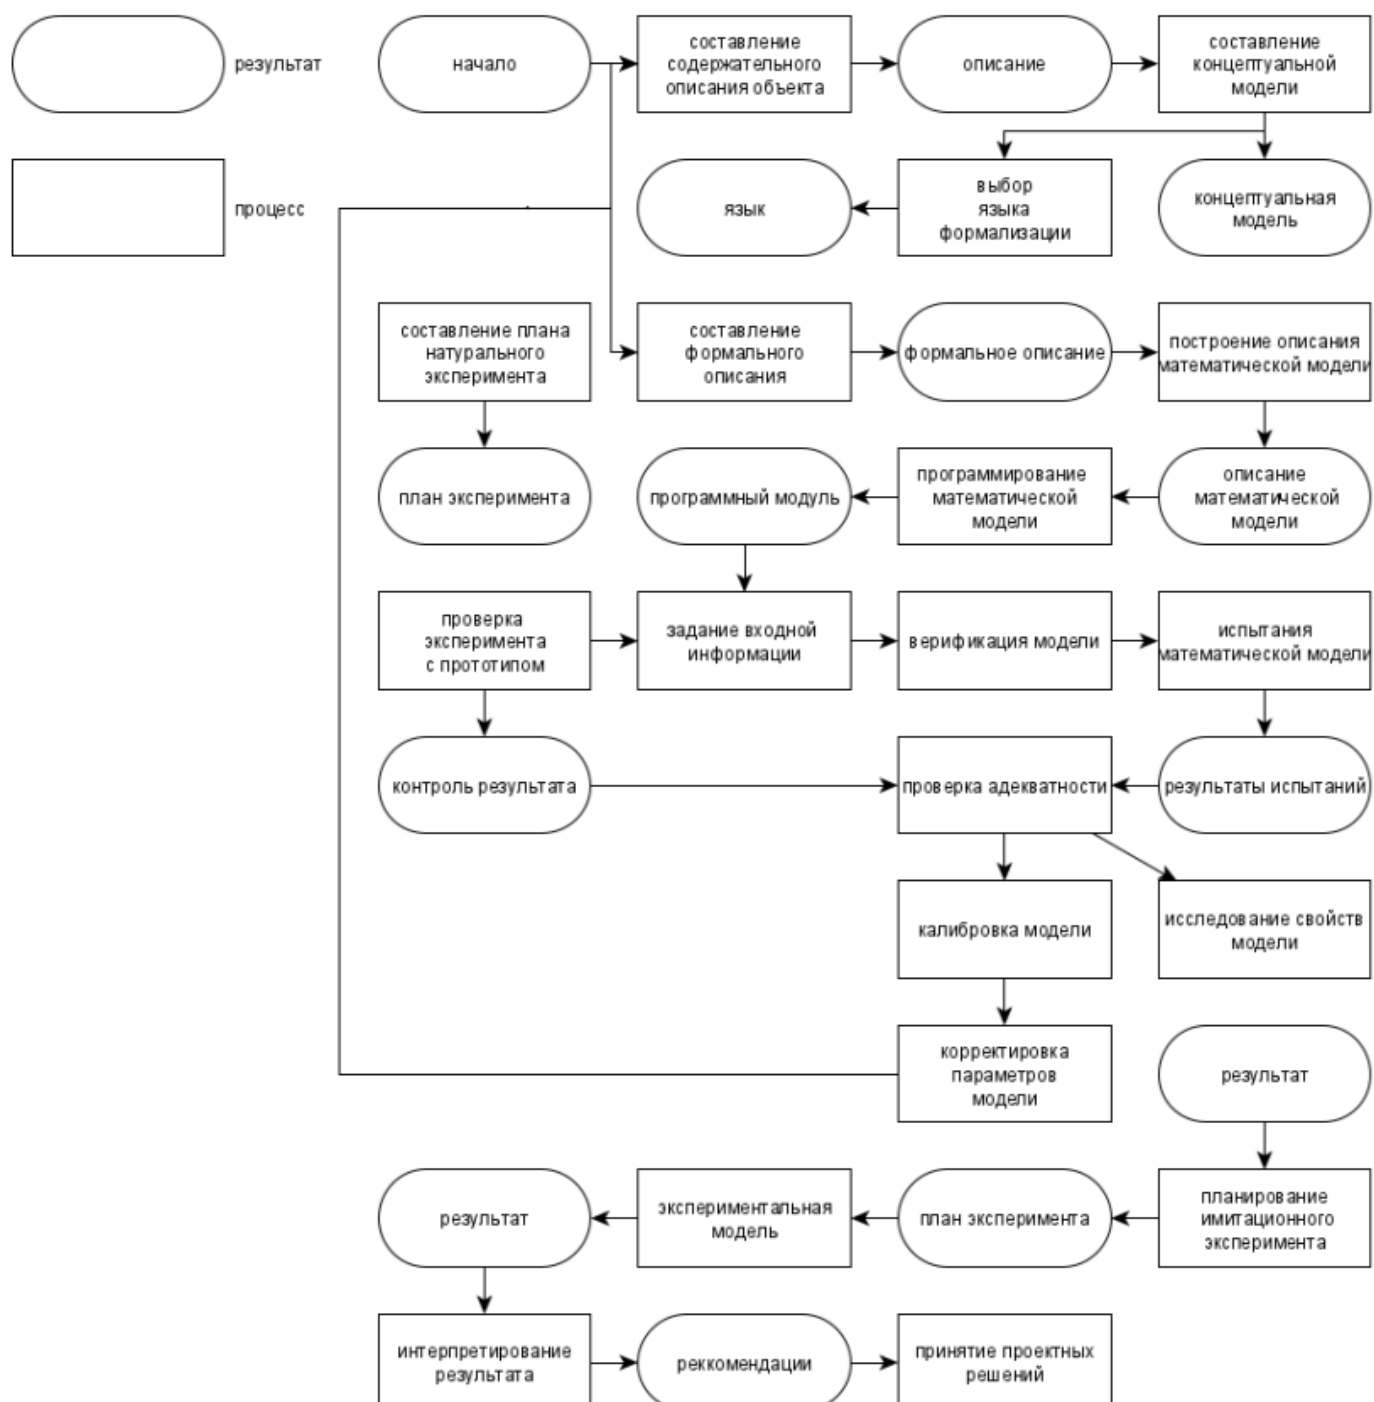 результат
начало
составление
содержательного
описания объекта
описание
составление
концептуальной
модели
процесс
язык
выбор
языка
формализации
концептуальная
модель
составление плана
натурального
эксперимента
составление
формального
описания
формальное описание
построение описания
математической модели
план эксперимента
программный модуль
программирование
математической
модели
описание
математической
модели
проверка
эксперимента
с прототипом
задание входной
информации
верификация модели
испытания
математической модели
контроль результата
проверка адекватности
результаты испытаний
калибровка модели
исследование свойств
модели
корректировка
параметров
модели
результат
результат
экспериментальная
модель
план эксперимента
планирование
имитационного
эксперимента
интерпретирование
результата
реккомендации
принятие проектных
решений